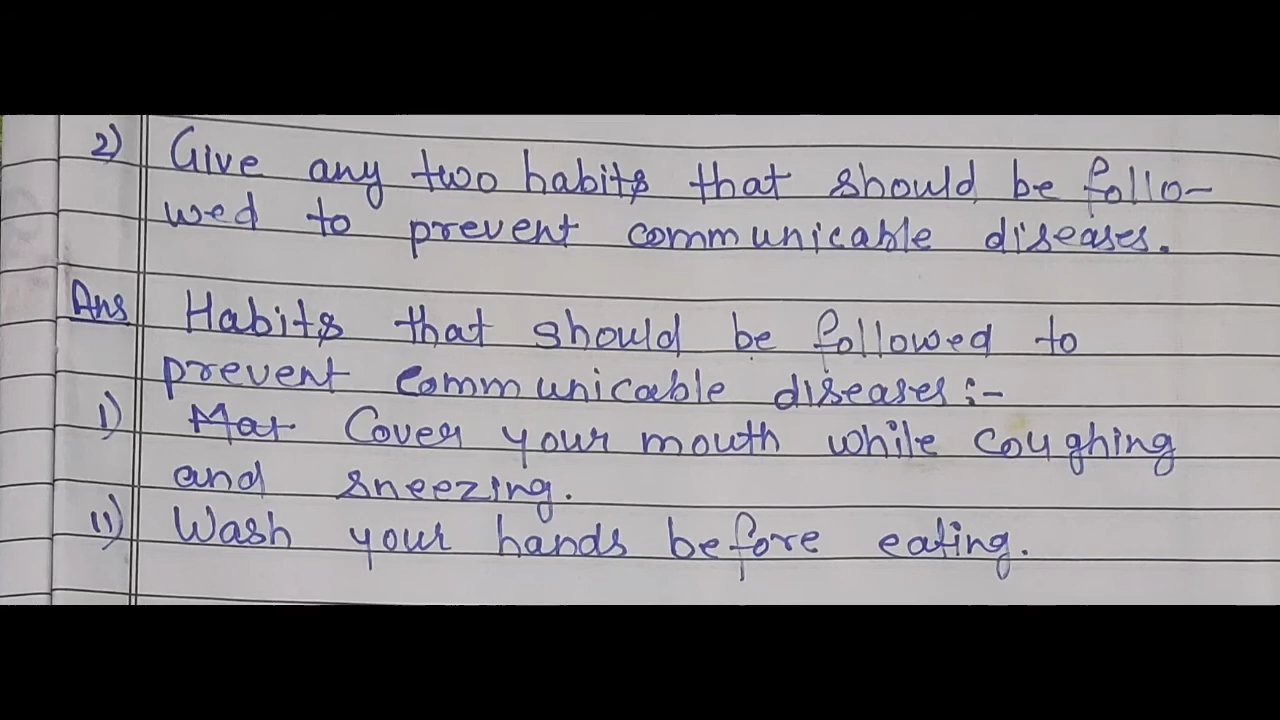 2) Give any two habits that should be follo-
wed to prevent communicable diseases.
Ans Habits that should be followed to
prevent communicable diseases:-
i) Cover your mouth while coughing
and sneezing.
ii) Wash your hands before eating.